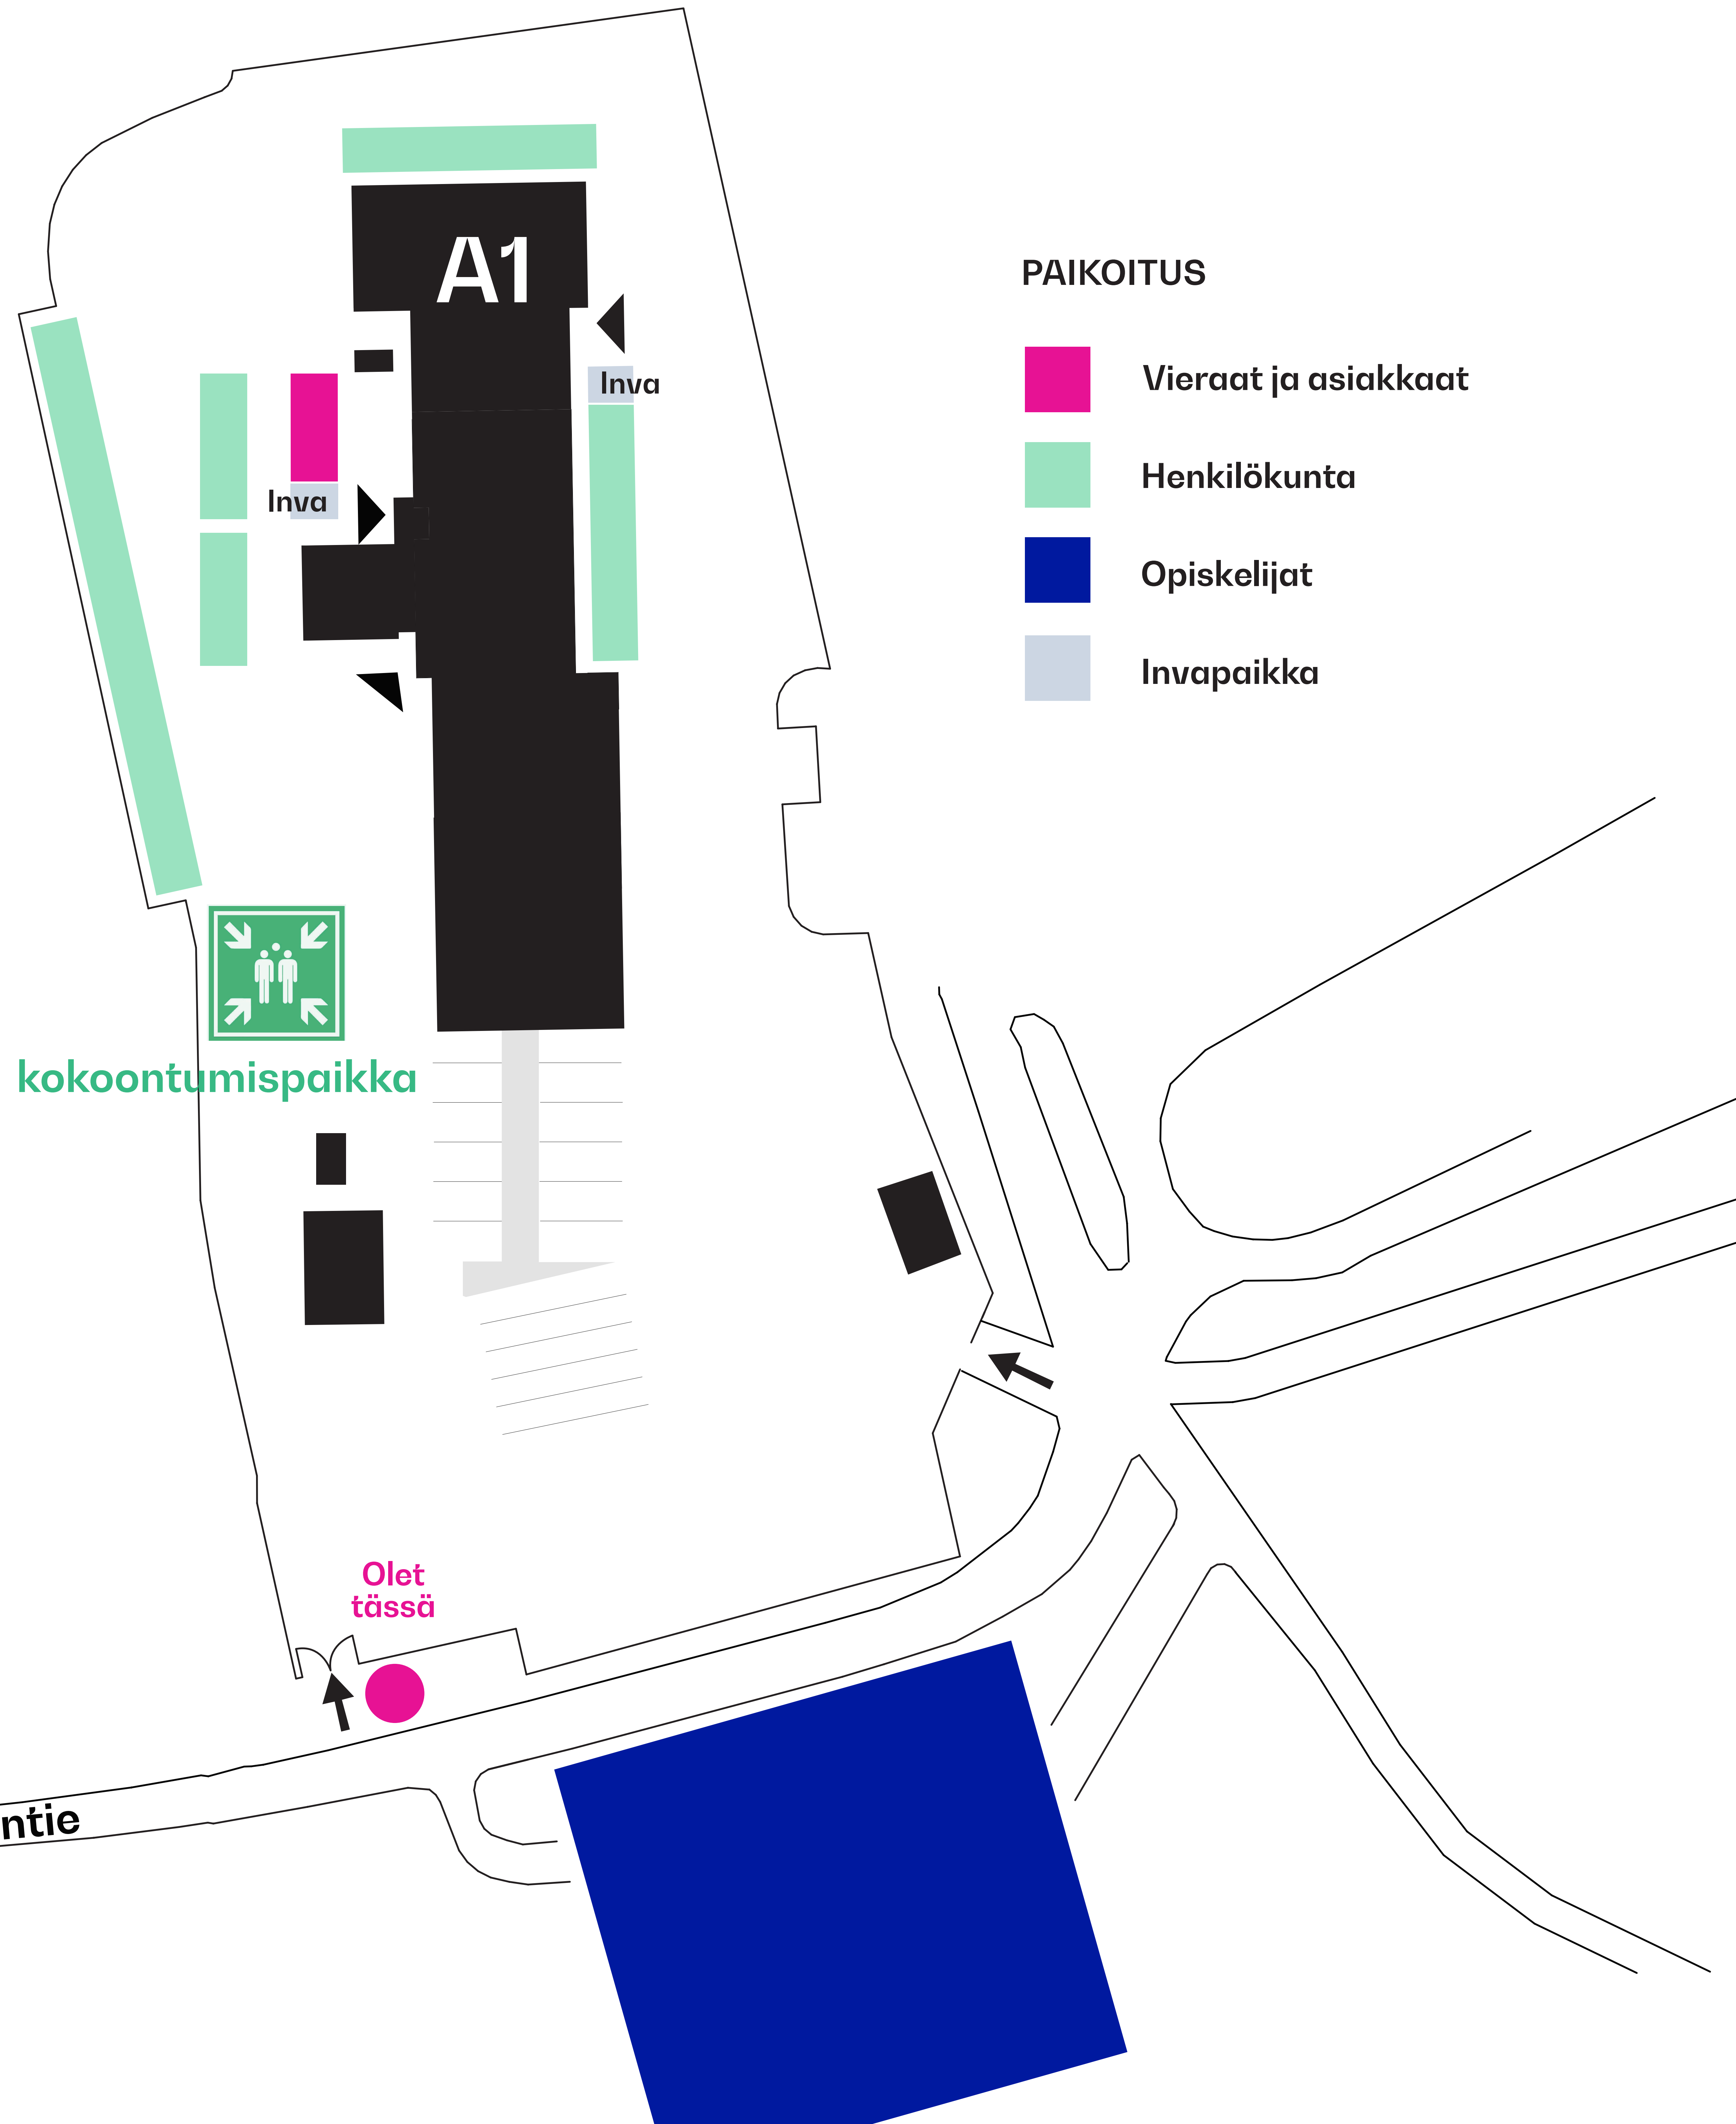 A1
Inva
Inva
PAIKOITUS
Vieraat ja asiakkaat
Henkilökunta
Opiskelijat
Invapaikka
kokoontumispaikka
Olet
tässä
ntie